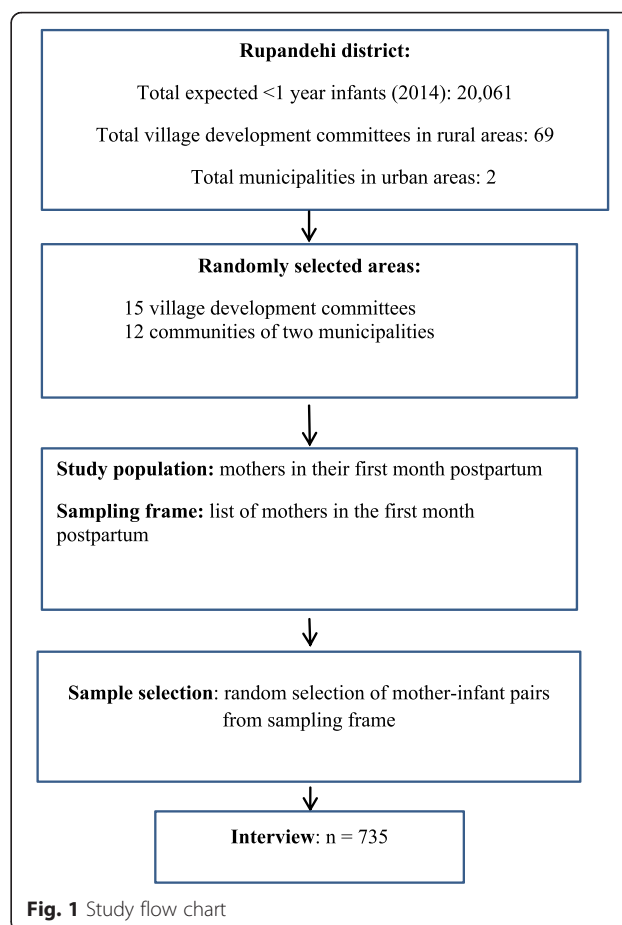 Rupandehi district:
Total expected <1 year infants (2014): 20,061
Total village development committees in rural areas: 69
Total municipalities in urban areas: 2
Randomly selected areas:
15 village development committees
12 communities of two municipalities
Study population: mothers in their first month postpartum
Sampling frame: list of mothers in the first month
postpartum
Sample selection: random selection of mother-infant pairs
from sampling frame
Interview: n = 735
Fig. 1 Study flow chart